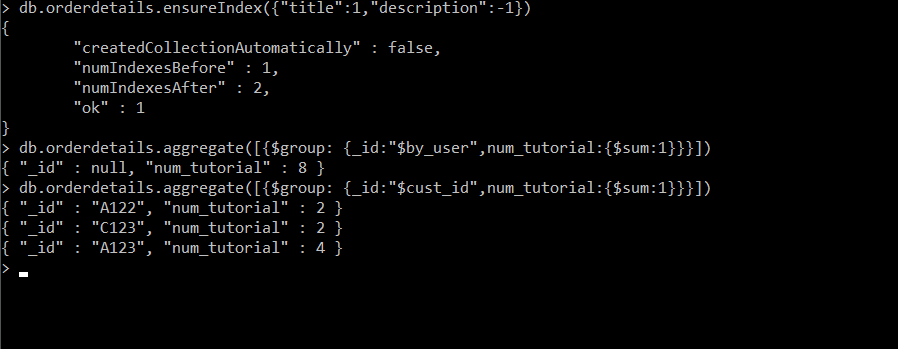 > db.orderdetails.ensureIndex({"title":1,"description":-1})
{
        "createdCollectionAutomatically" : false,
        "numIndexesBefore" : 1,
        "numIndexesAfter" : 2,
        "ok" : 1
}
> db.orderdetails.aggregate([{$group: {_id:"$by_user",num_tutorial:{$sum:1}}}])
{ "_id" : null, "num_tutorial" : 8 }
> db.orderdetails.aggregate([{$group: {_id:"$cust_id",num_tutorial:{$sum:1}}}])
{ "_id" : "A122", "num_tutorial" : 2 }
{ "_id" : "C123", "num_tutorial" : 2 }
{ "_id" : "A123", "num_tutorial" : 4 }
>